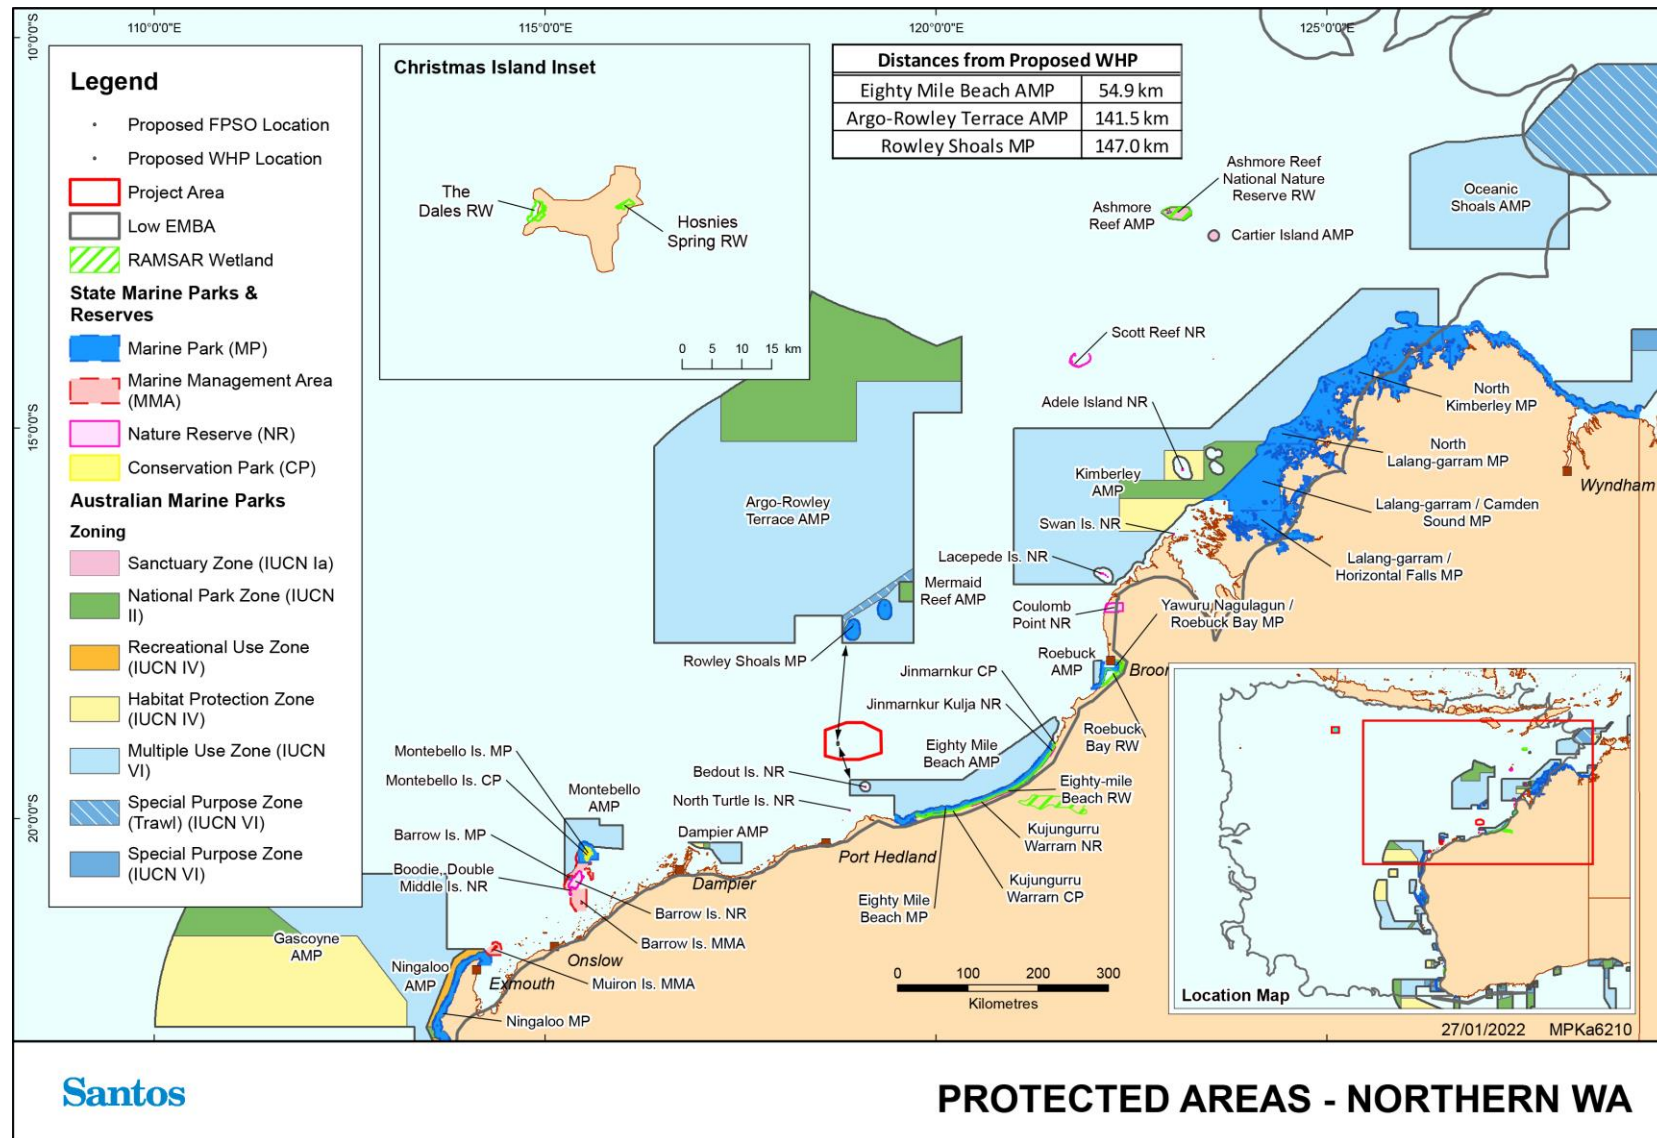 110°0'0"E
115°0'0"E
120°0'0"E
125°0'0"E
10°0'0"S
15°0'0"S
20°0'0"S
Legend
Proposed FPSO Location
Proposed WHP Location
Project Area
Low EMBA
RAMSAR Wetland
State Marine Parks &
Reserves
Marine Park (MP)
Marine Management Area
(MMA)
Nature Reserve (NR)
Conservation Park (CP)
Australian Marine Parks
Zoning
Sanctuary Zone (IUCN Ia)
National Park Zone (IUCN
II)
Recreational Use Zone
(IUCN IV)
Habitat Protection Zone
(IUCN IV)
Multiple Use Zone (IUCN
VI)
Special Purpose Zone
(Trawl) (IUCN VI)
Special Purpose Zone
(IUCN VI)
Christmas Island Inset
The
Dales RW
Hosnies
Spring RW
0 5 10 15 km
Distances from Proposed WHP
Eighty Mile Beach AMP 54.9 km
Argo-Rowley Terrace AMP 141.5 km
Rowley Shoals MP 147.0 km
Ashmore Reef
National Nature
Reserve RW
Ashmore
Reef AMP
Cartier Island AMP
Oceanic
Shoals AMP
Scott Reef NR
Adele Island NR
North
Kimberley MP
North
Lalang-garram MP
Kimberley
AMP
Wyndham
Argo-Rowley
Terrace AMP
Lalang-garram / Camden
Sound MP
Swan Is. NR
Lacepede Is. NR
Lalang-garram /
Horizontal Falls MP
Mermaid
Reef AMP
Coulomb
Point NR
Yawuru Nagulagun /
Roebuck Bay MP
Rowley Shoals MP
Roebuck
AMP
Broom
Jinmarnkur CP
Jinmarnkur Kulja NR
Roebuck
Bay RW
Eighty Mile
Beach AMP
Montebello Is. MP
Montebello Is. CP
Montebello
AMP
Bedout Is. NR
North Turtle Is. NR
Eighty-mile
Beach RW
Barrow Is. MP
Dampier AMP
Kujungurru
Warrarn NR
Port Hedland
Boodie, Double
Middle Is. NR
Dampier
Kujungurru
Warrarn CP
Eighty Mile
Beach MP
Barrow Is. NR
Barrow Is. MMA
Gascoyne
AMP
Ningaloo
AMP
Onslow
Exmouth
Muiron Is. MMA
Ningaloo MP
0 100 200 300
Kilometres
Location Map
27/01/2022 MPKa6210
Santos
PROTECTED AREAS - NORTHERN WA